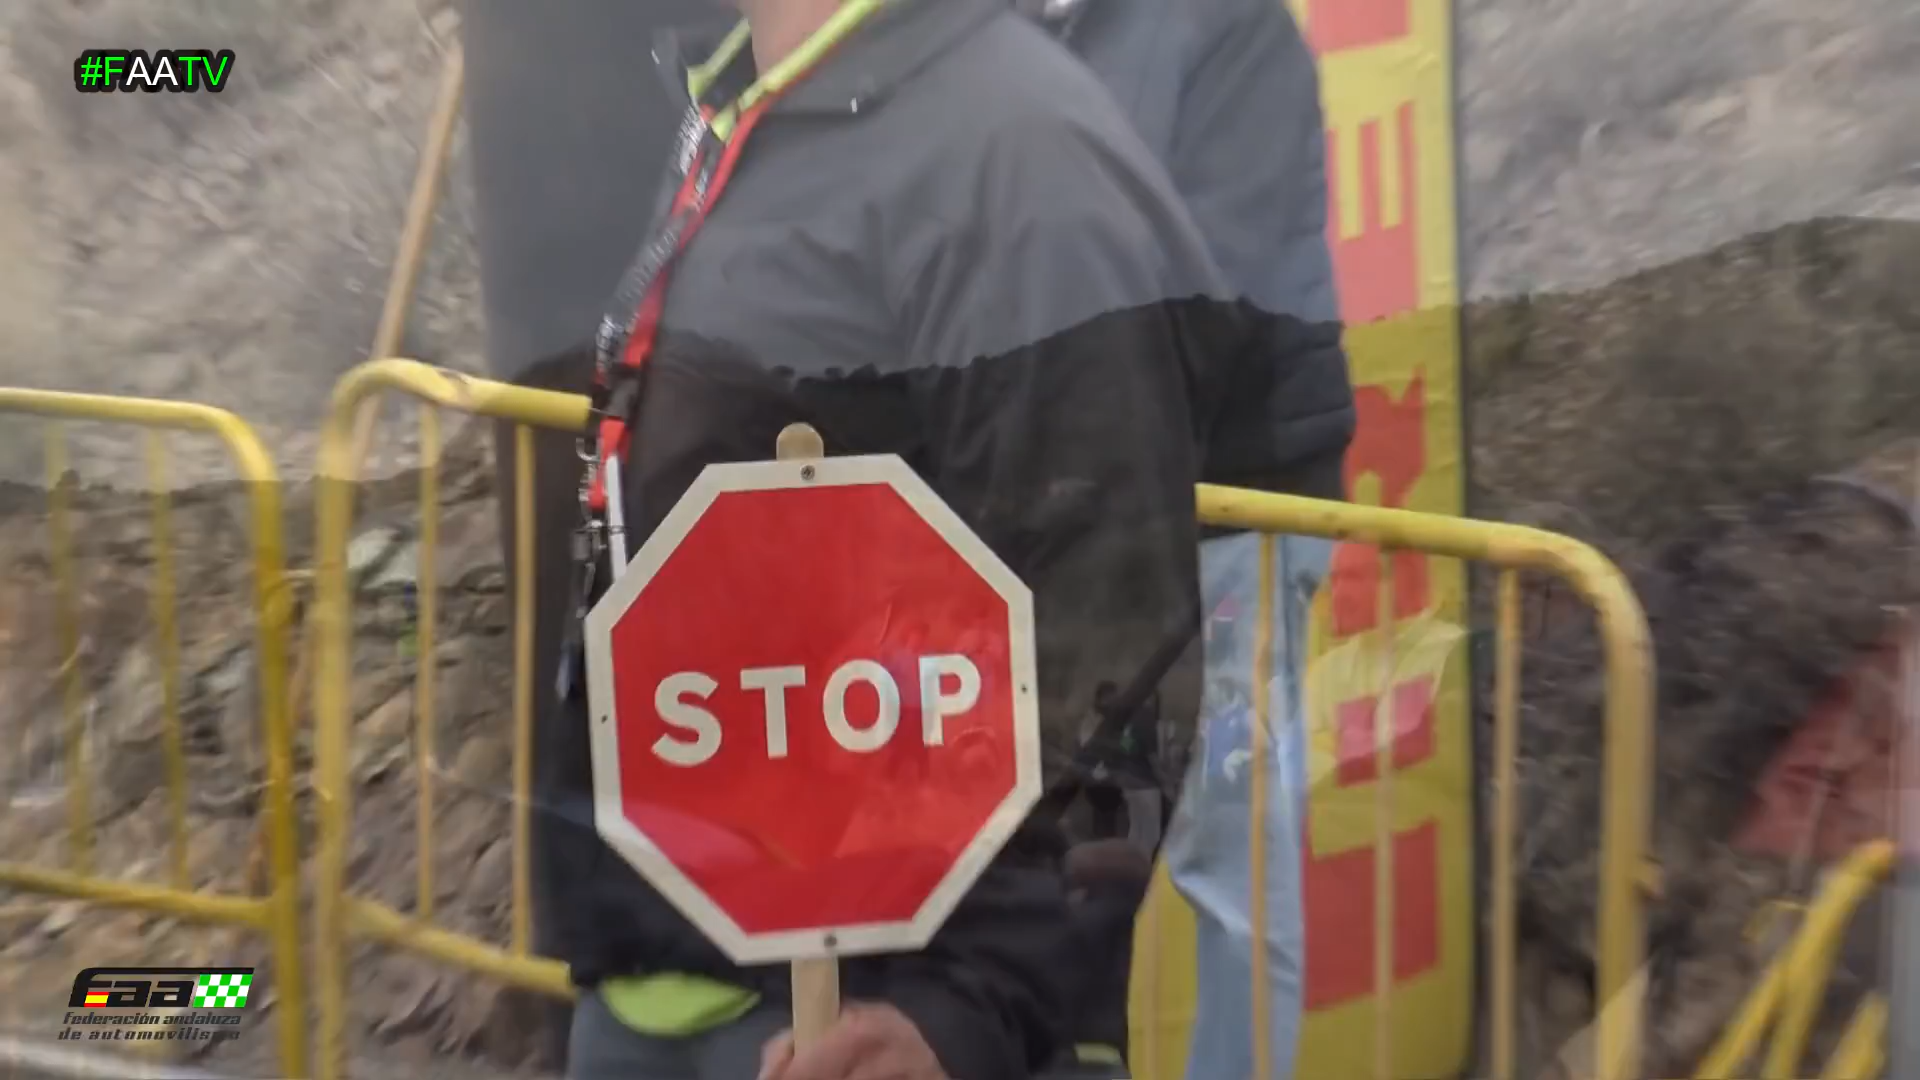 #FAATV
STOP
faa
federación andaluza
de automovilismo